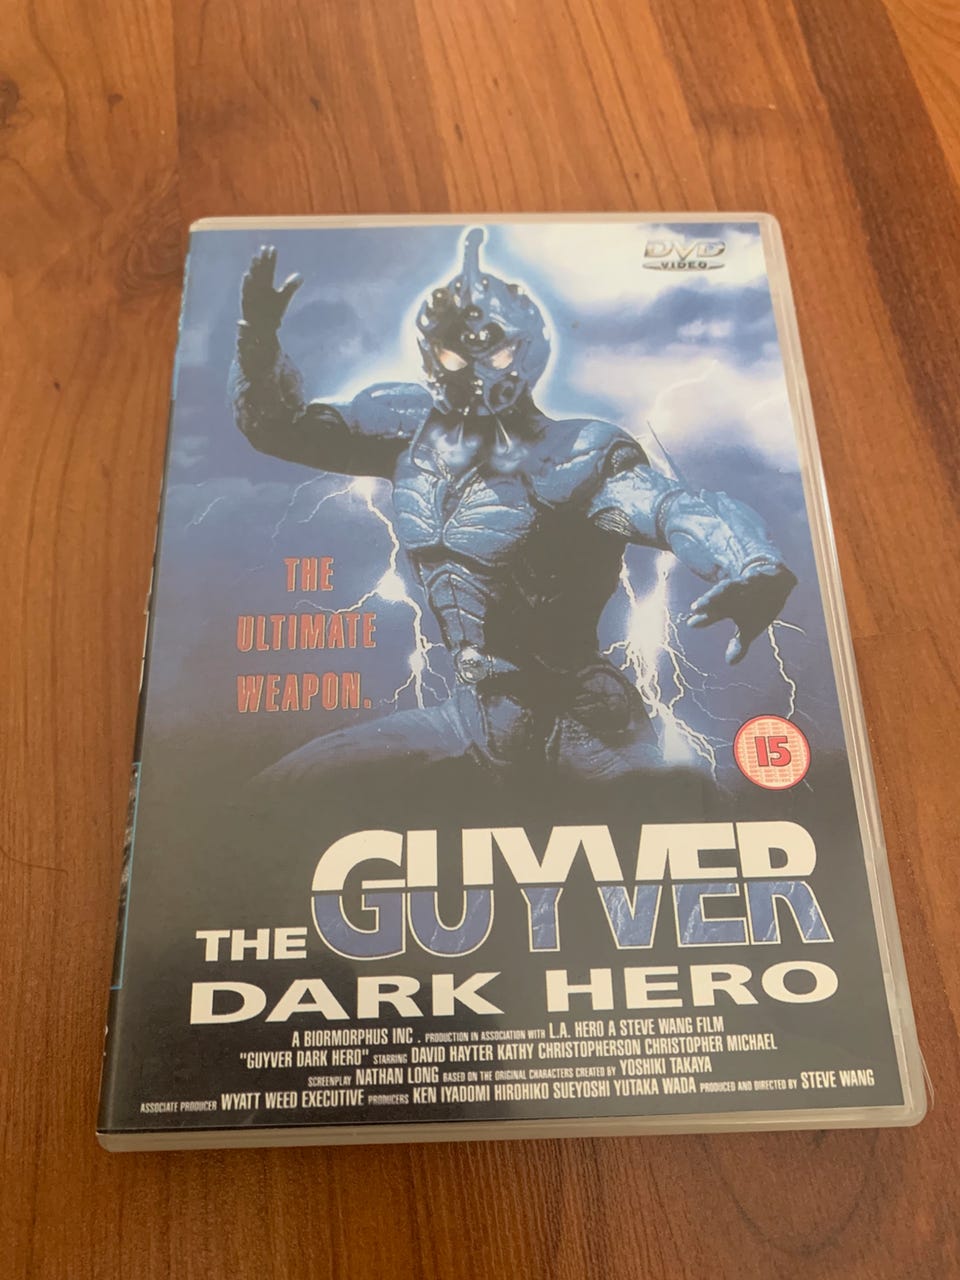 DVD
VIDEO
THE
ULTIMATE
WEAPON.
15
THE GUYVER
DARK HERO
A BIORMORPHUS INC. PRODUCTION IN ASSOCIATION WITH L.A. HERO A STEVE WANG FILM
"GUYVER DARK HERO" STARRING DAVID HAYTER KATHY CHRISTOPHERSON CHRISTOPHER MICHAEL
SCREENPLAY NATHAN LONG BASED ON THE ORIGINAL CHARACTERS CREATED BY YOSHIKI TAKAYA
ASSOCIATE PRODUCER WYATT WEED EXECUTIVE PRODUCERS KEN IYADOMI HIROHIKO SUEYOSHI YUTAKA WADA PRODUCED AND DIRECTED BY STEVE WANG